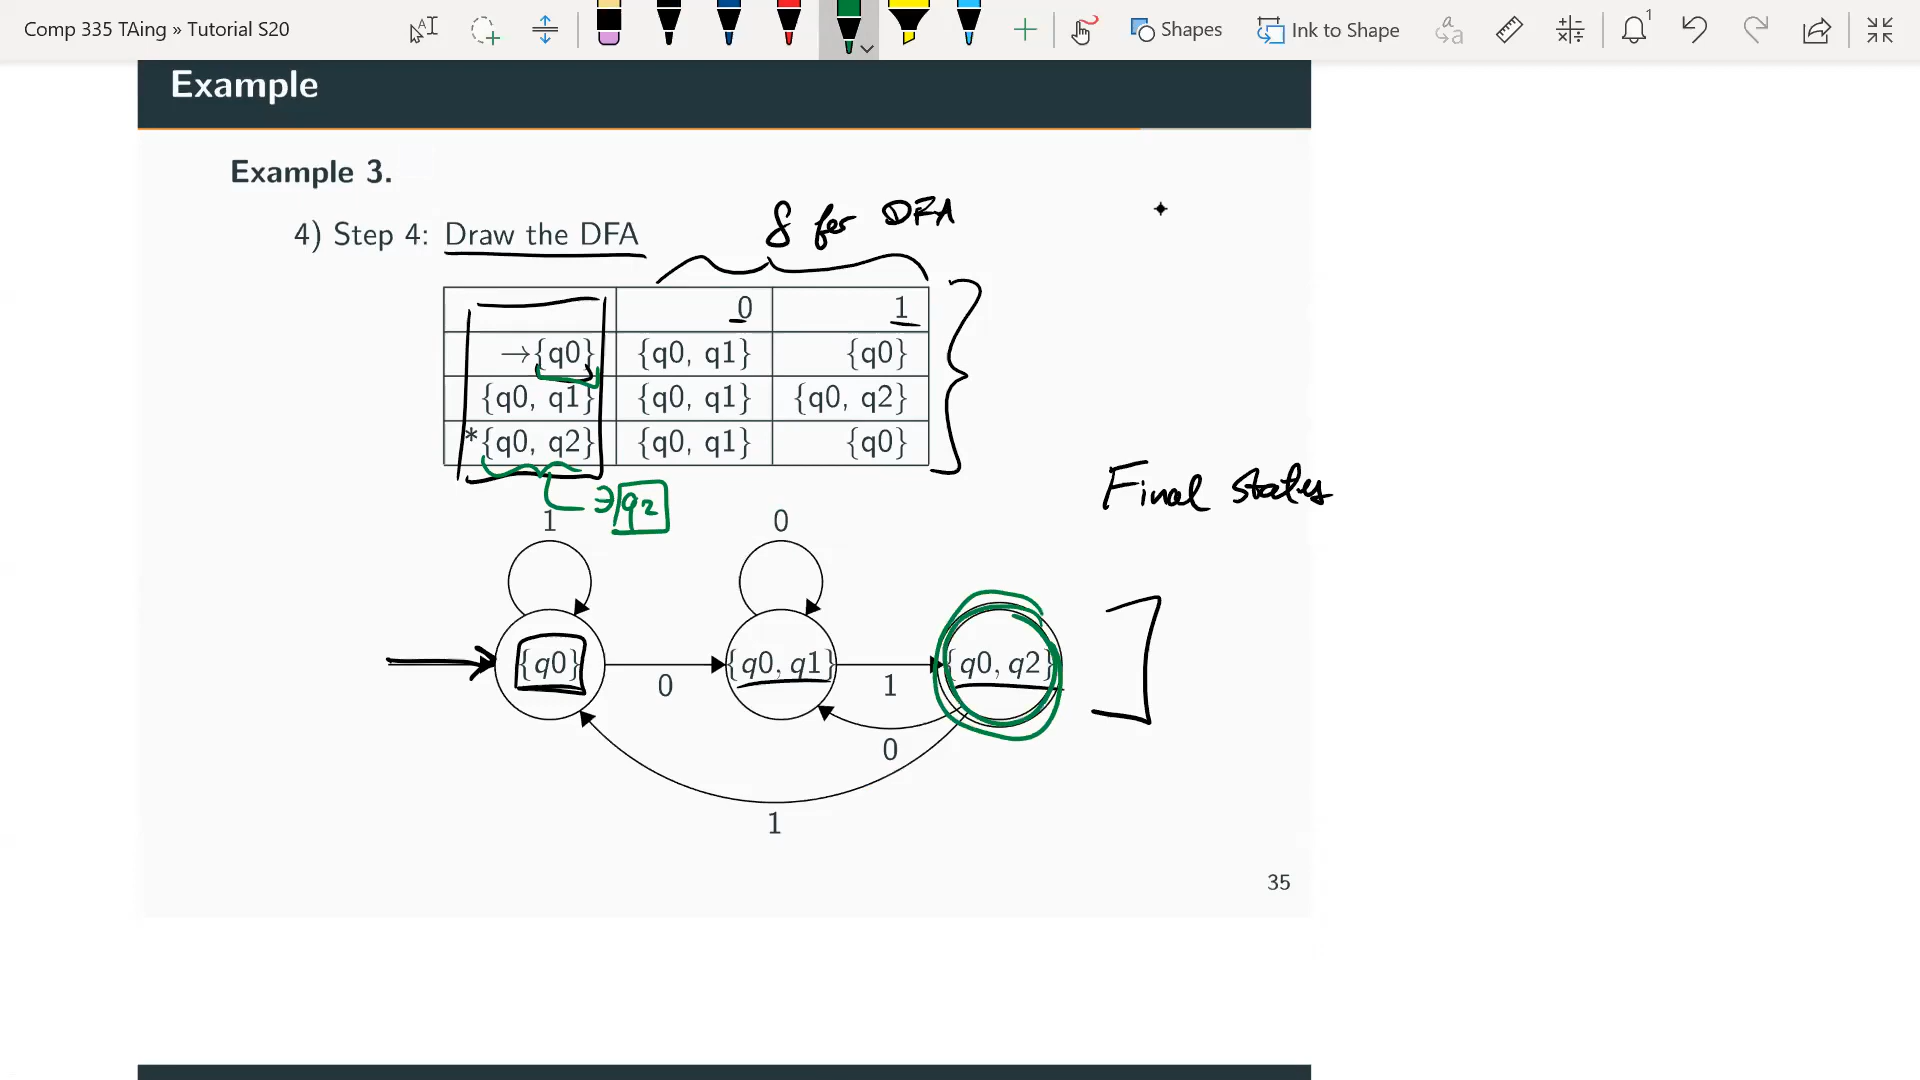 Comp 335 TAing » Tutorial S20
Shapes
Ink to Shape
1
Example
Example 3.
4) Step 4: Draw the DFA
δ for DFA
0 1
→{q0} {q0, q1} {q0}
{q0, q1} {q0, q1} {q0, q2}
*{q0, q2} {q0, q1} {q0}
∋ q2
Final states
1 0
{q0} 0 {q0, q1} 1 {q0, q2}
0
1
35